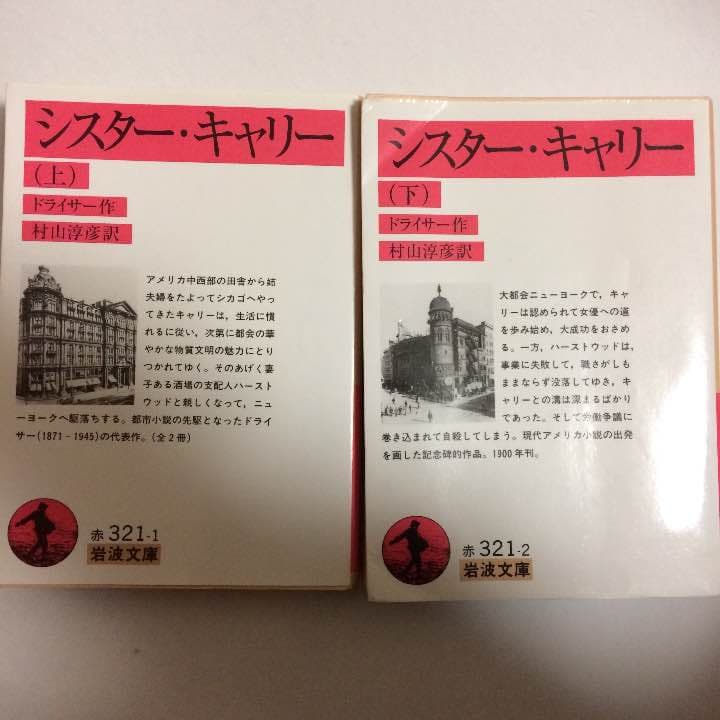 シスター・キャリー
(上)
ドライサー作
村山淳彦訳
アメリカ中西部の田舎から姉
夫婦をたよってシカゴへやっ
てきたキャリーは，生活に慣
れるに従い，次第に都会の華
やかな物質文明の魅力にとり
つかれてゆく。そのあげく妻
子ある酒場の支配人ハースト
ウッドと親しくなって，ニュ
ーヨークへ駆落ちする。都市小説の先駆となったドライ
サー(1871－1945)の代表作。(全2冊)
赤 321-1
岩波文庫
シスター・キャリー
(下)
ドライサー作
村山淳彦訳
大都会ニューヨークで，キャ
リーは認められて女優への道
を歩み始め，大成功をおさめ
る。一方，ハーストウッドは，
事業に失敗して，職さがしも
ままならず没落してゆき，キ
ャリーとの溝は深まるばかり
であった。そして労働争議に
巻き込まれて自殺してしまう。現代アメリカ小説の出発
を画した記念碑的作品。1900年刊。
赤 321-2
岩波文庫